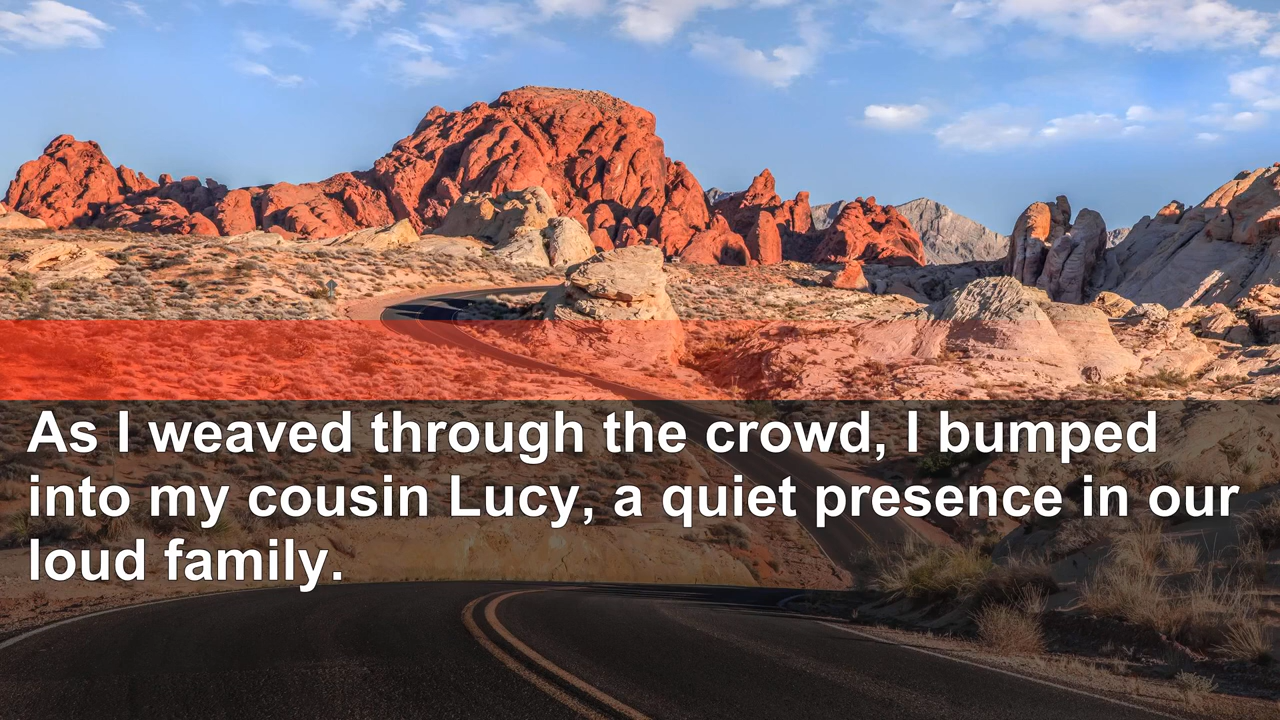 As I weaved through the crowd, I bumped
into my cousin Lucy, a quiet presence in our
loud family.